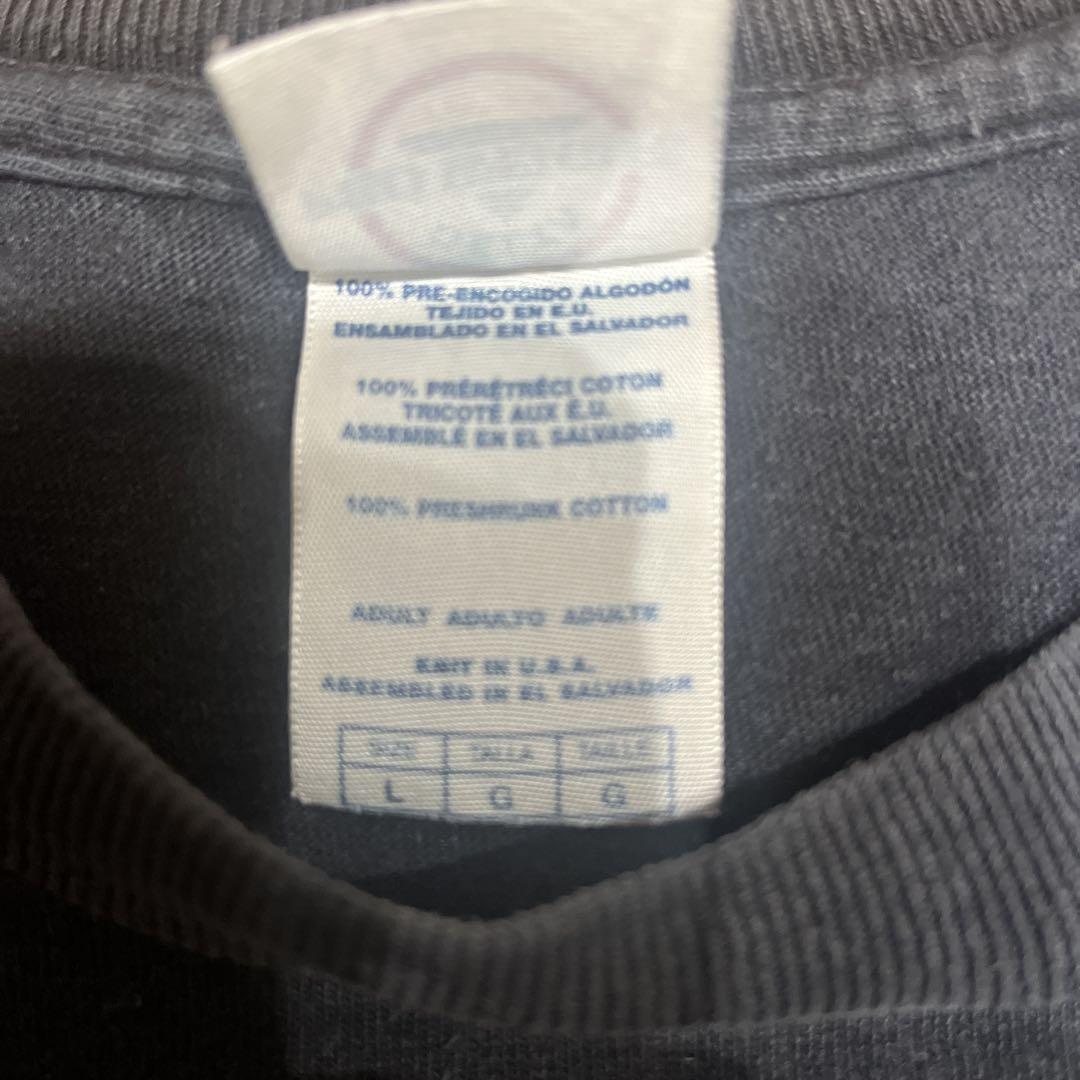 100% PRE-ENCOGIDO ALGODÓN
TEJIDO EN E.U.
ENSAMBLADO EN EL SALVADOR
100% PRÉRÉTRÉCI COTON
TRICOTÉ AUX É.U.
ASSEMBLÉ EN EL SALVADOR
100% PRESHRUNK COTTON
ADULT ADULTO ADULTE
KNIT IN U.S.A.
ASSEMBLED IN EL SALVADOR
SIZE TALLA TAILLE
L G G